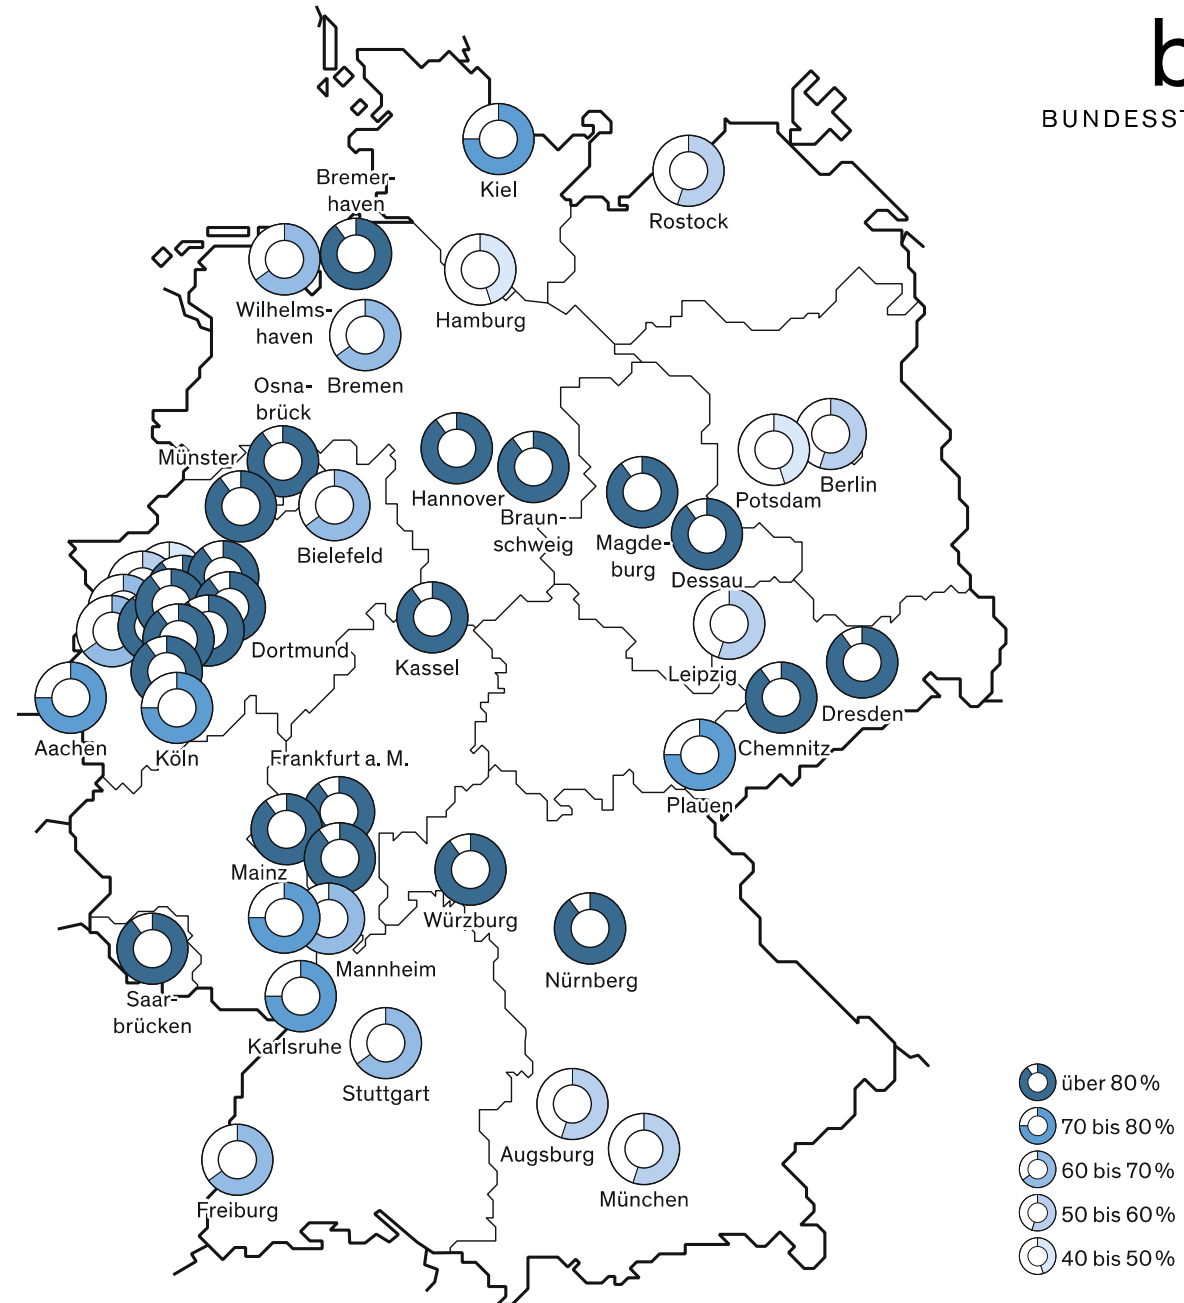 b
BUNDESST
Kiel
Bremer-
haven
Rostock
Wilhelms-
haven
Hamburg
Bremen
Osna-
brück
Münster
Hannover
Braun-
schweig
Bielefeld
Magde-
burg
Dessau
Potsdam
Berlin
Dortmund
Kassel
Leipzig
Dresden
Chemnitz
Plauen
Aachen
Köln
Frankfurt a. M.
Mainz
Würzburg
Nürnberg
Mannheim
Saar-
brücken
Karlsruhe
Stuttgart
Augsburg
München
Freiburg
über 80 %
70 bis 80 %
60 bis 70 %
50 bis 60 %
40 bis 50 %